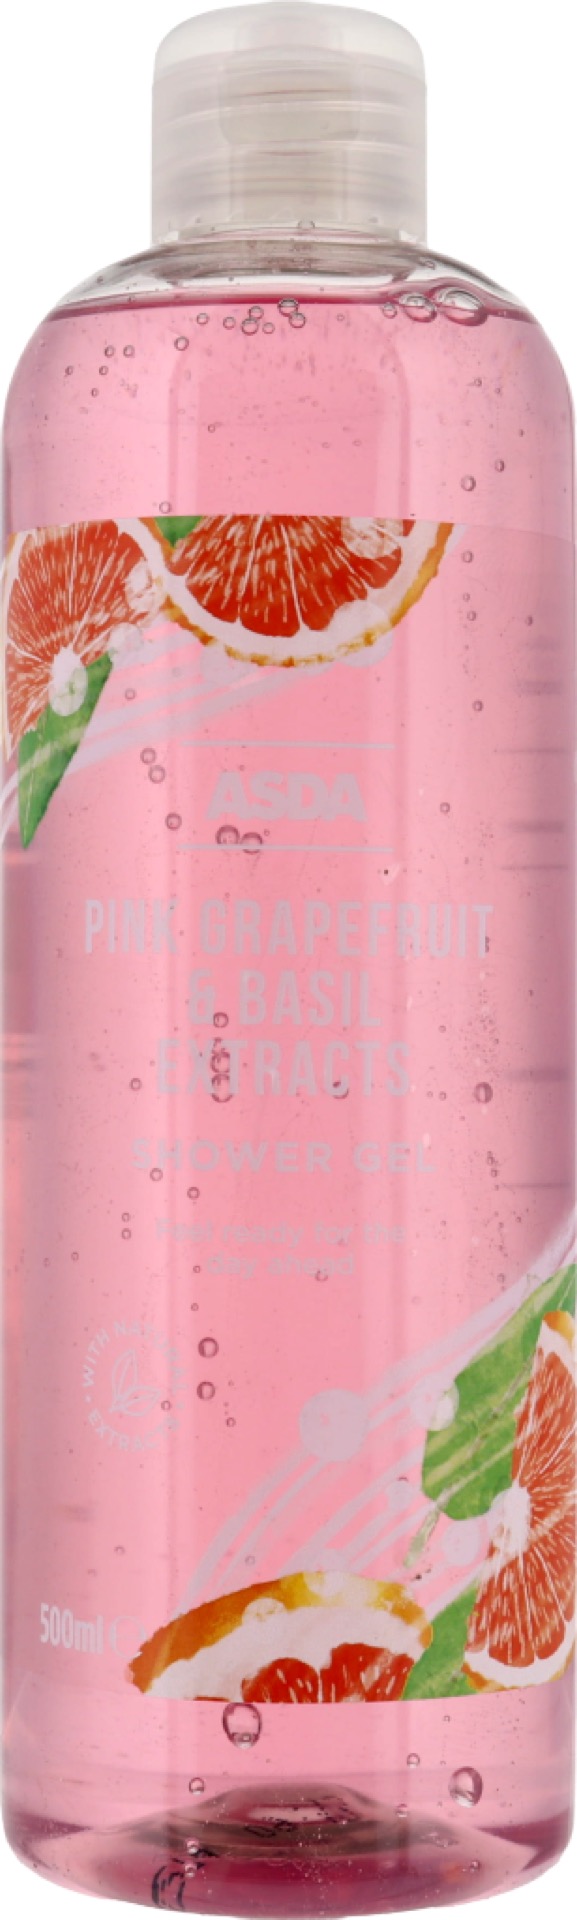 ASDA
PINK GRAPEFRUIT
& BASIL
EXTRACTS
SHOWER GEL
Feel ready for the
day ahead
• WITH NATURAL •
EXTRACTS
500ml ℮